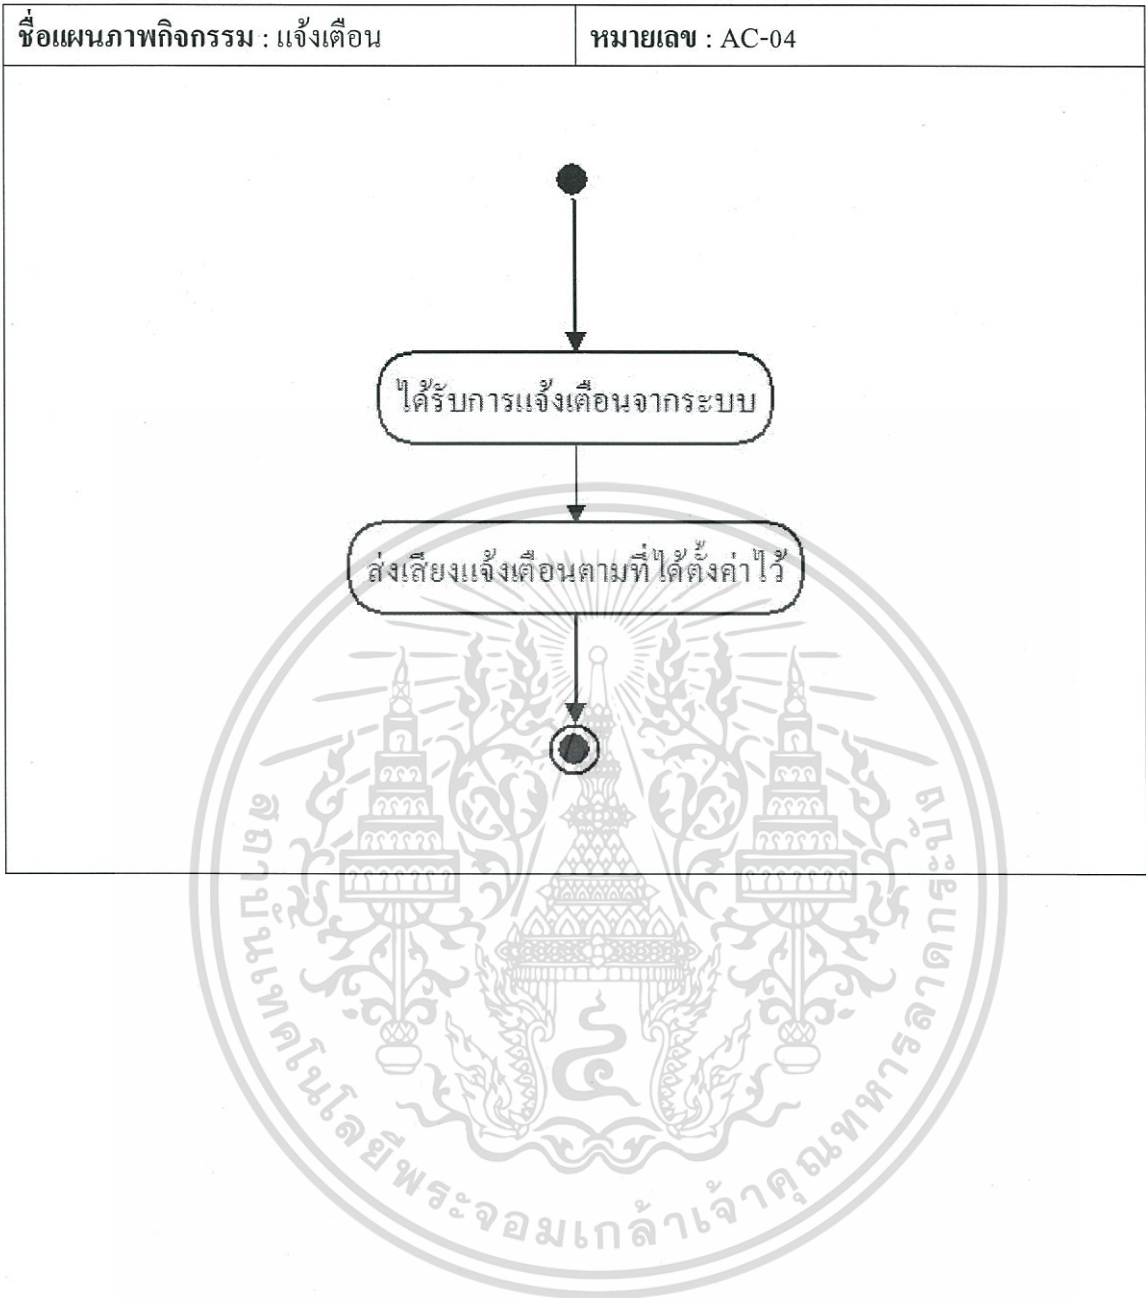 ชื่อแผนภาพกิจกรรม : แจ้งเตือน
หมายเลข : AC-04
ได้รับการแจ้งเตือนจากระบบ
ส่งเสียงแจ้งเตือนตามที่ได้ตั้งค่าไว้
สถาบันเทคโนโลยีพระจอมเกล้าเจ้าคุณทหารลาดกระบัง